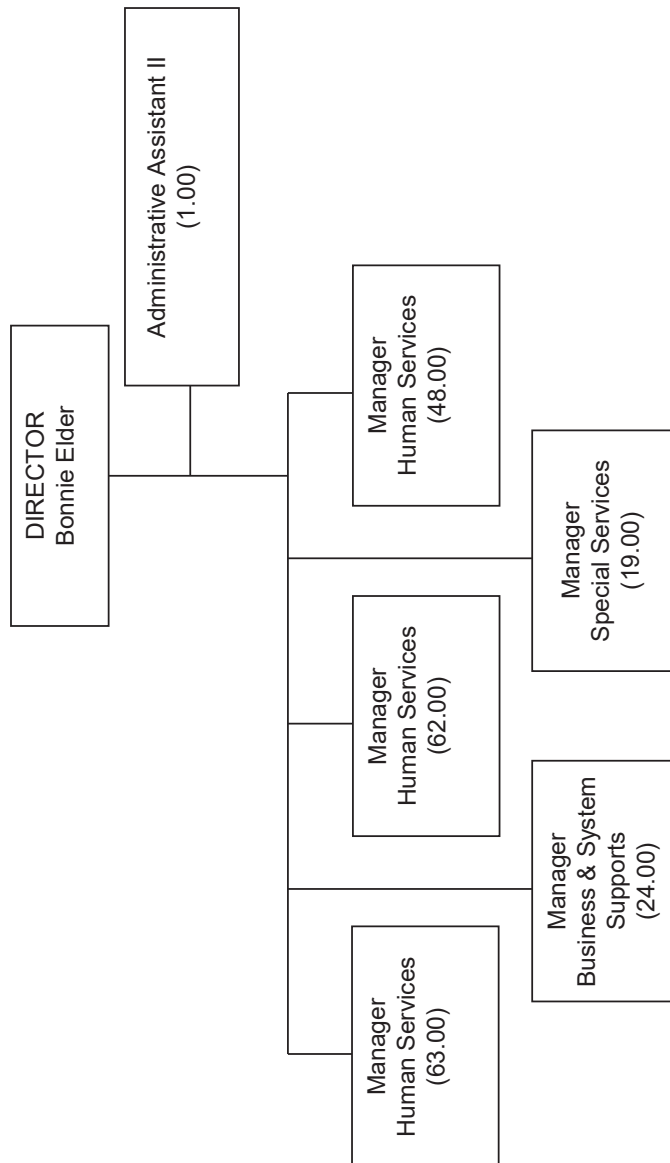 DIRECTOR
Bonnie Elder
Administrative Assistant II
(1.00)
Manager
Human Services
(63.00)
Manager
Human Services
(62.00)
Manager
Human Services
(48.00)
Manager
Business & System
Supports
(24.00)
Manager
Special Services
(19.00)